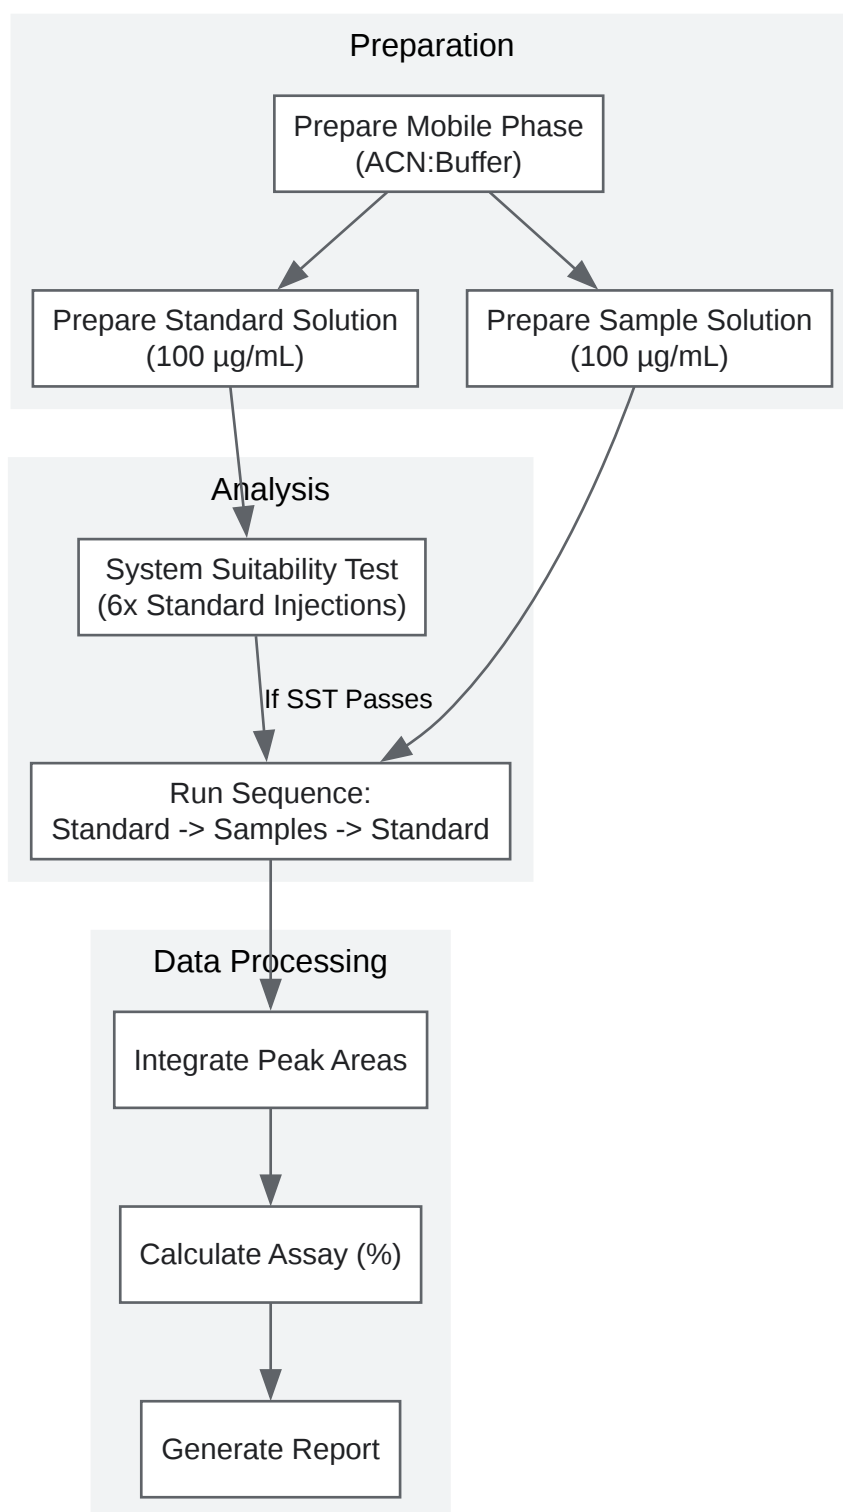 Preparation
Prepare Mobile Phase
(ACN:Buffer)
Prepare Standard Solution
(100 µg/mL)
Prepare Sample Solution
(100 µg/mL)
Analysis
System Suitability Test
(6x Standard Injections)
If SST Passes
Run Sequence:
Standard -> Samples -> Standard
Data Processing
Integrate Peak Areas
Calculate Assay (%)
Generate Report